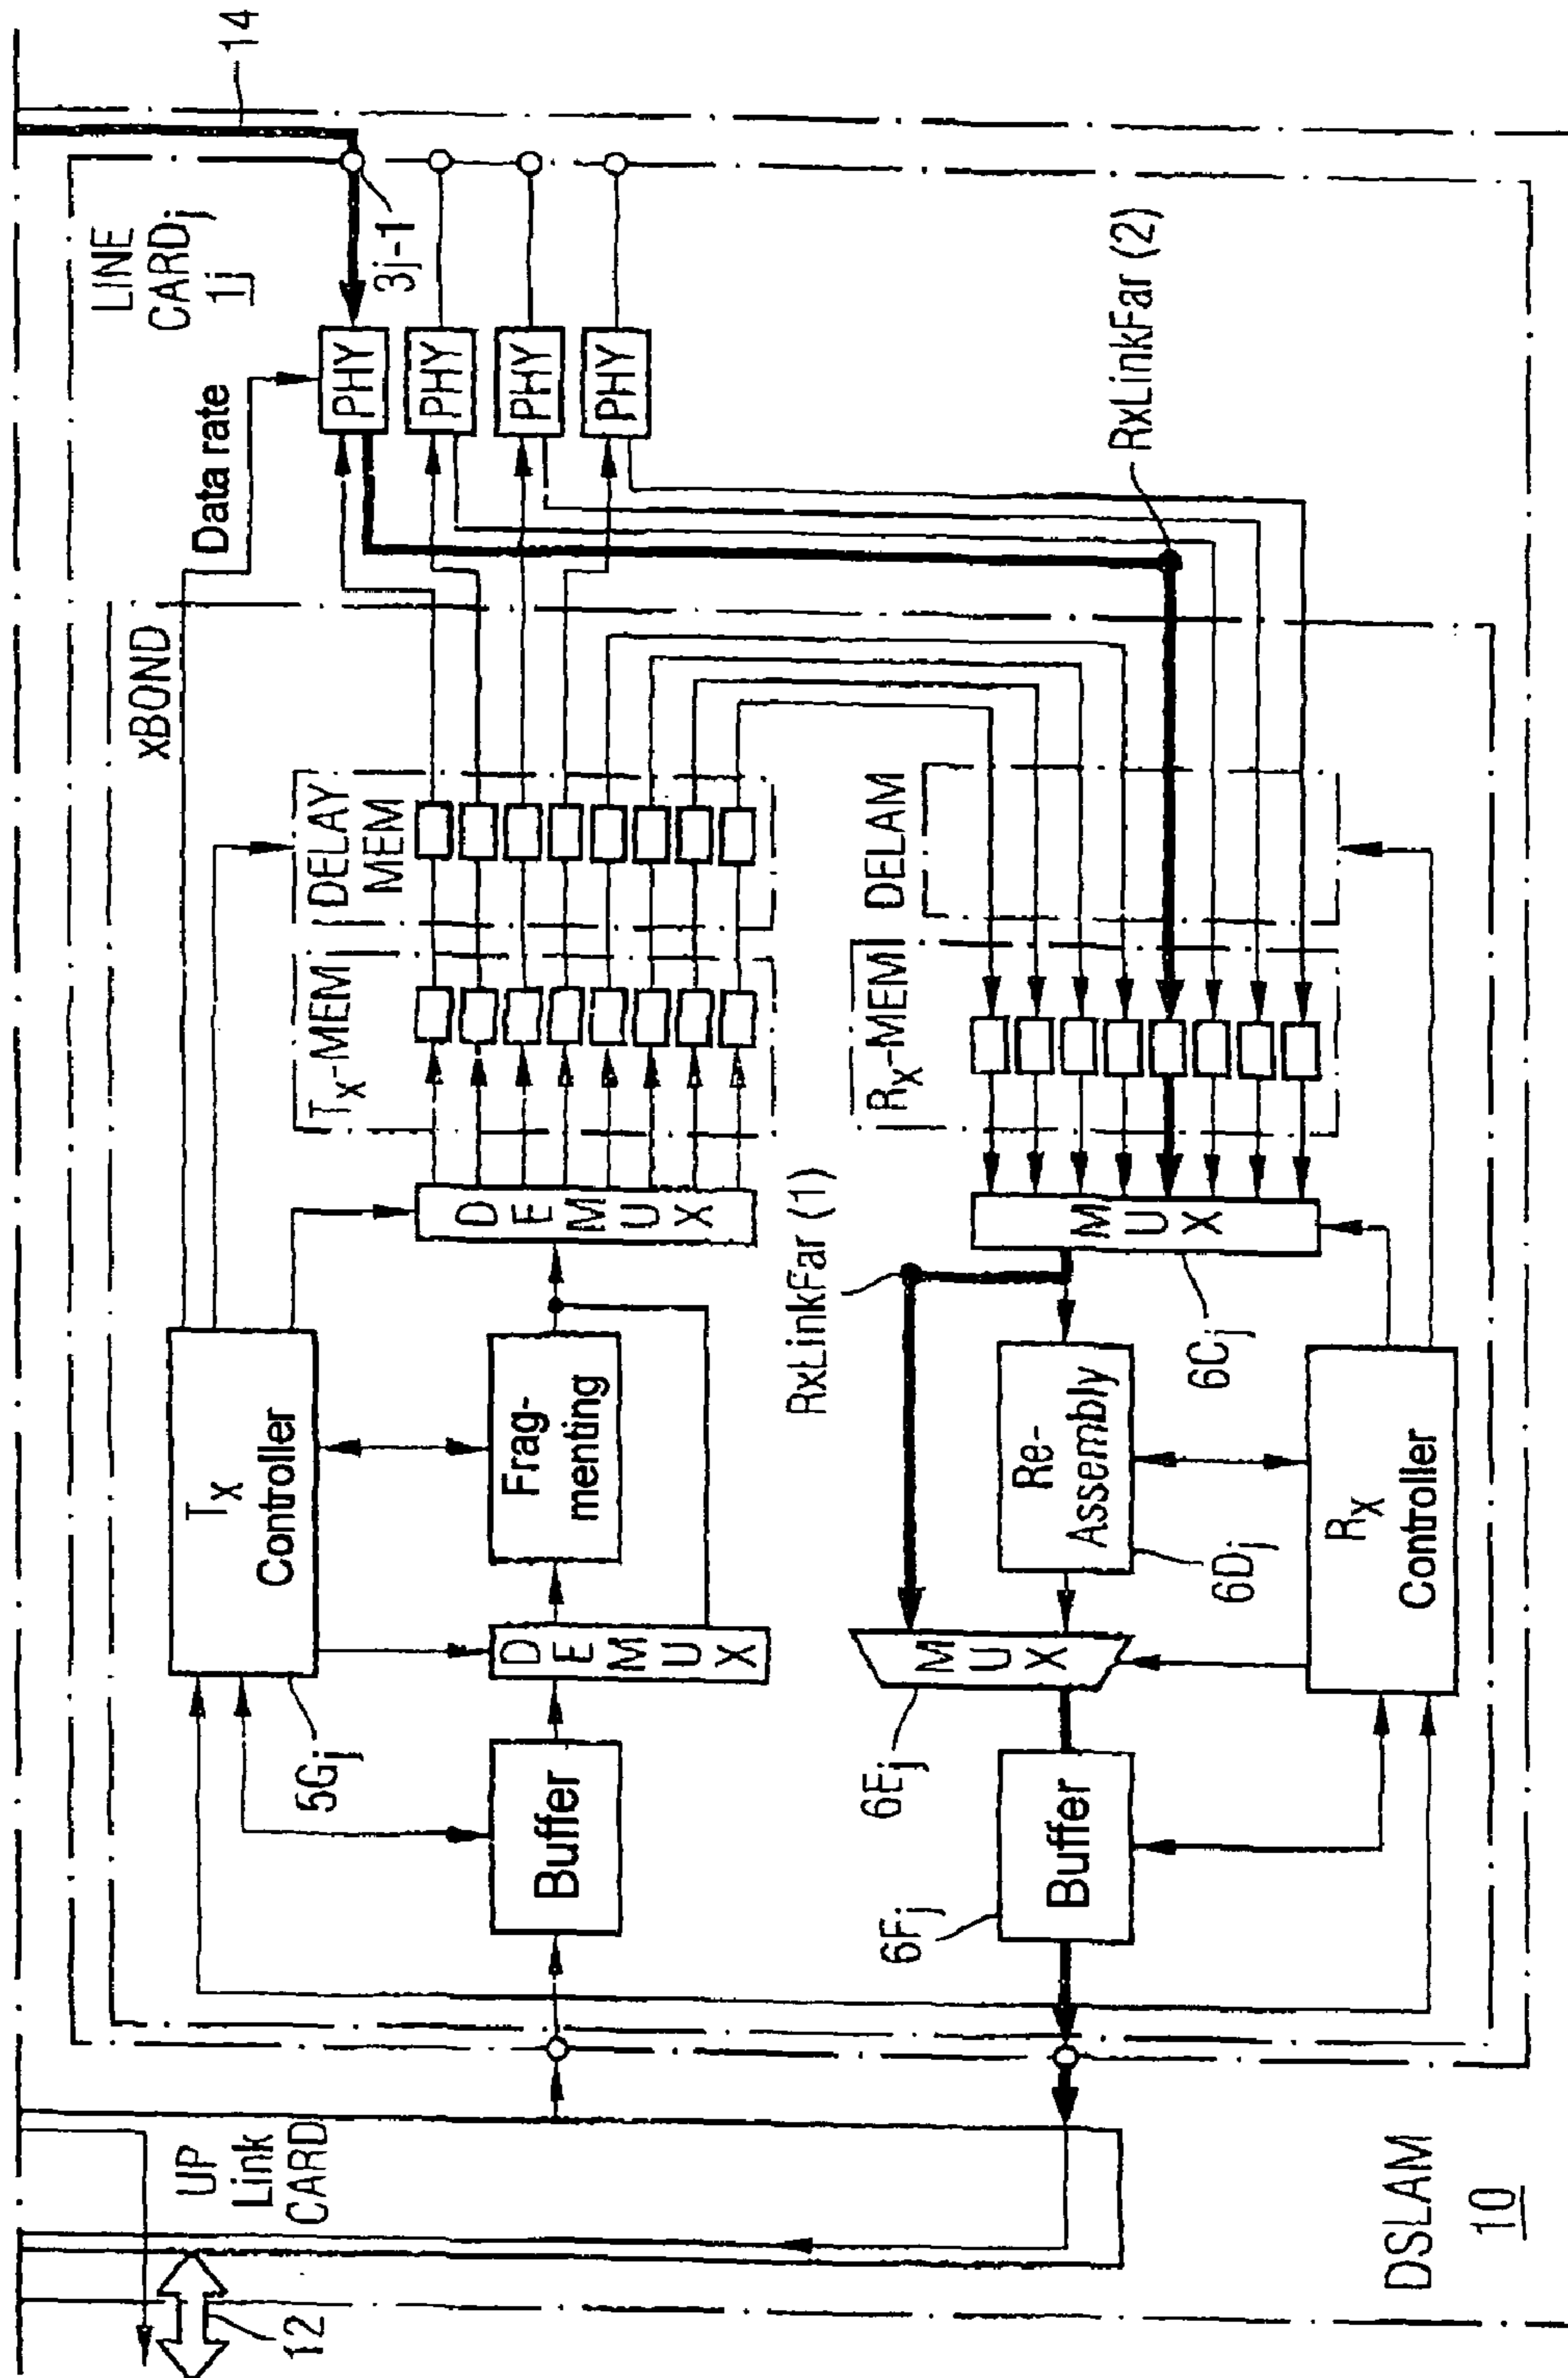 14
LINE
CARDj
1j
3j-1
Data rate
PHY
PHY
PHY
PHY
RxLinkFar (2)
xBOND
DELAY
MEM
Tx-MEM
DELAM
Rx-MEM
DEMUX
MUX
RxLinkFar (1)
6Cj
Tx
Controller
5Gj
Frag-
menting
DEMUX
Buffer
Re-
Assembly
6Dj
MUX
6Ej
Buffer
6Fj
Rx
Controller
UP
Link
CARD
12
DSLAM
10